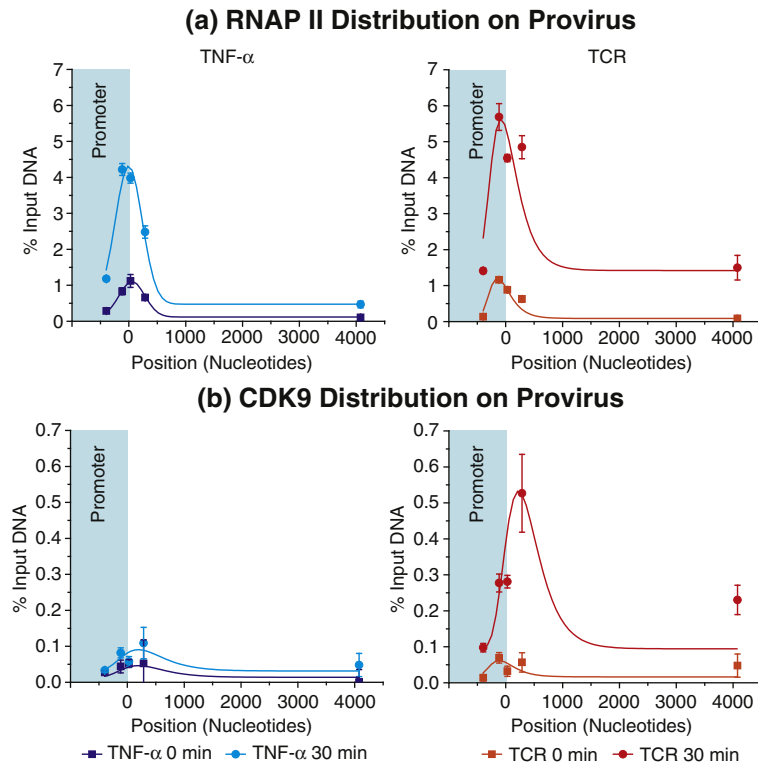 (a) RNAP II Distribution on Provirus
TNF-α
TCR
% Input DNA
7
6
5
4
3
2
1
0
Promoter
0 1000 2000 3000 4000
Position (Nucleotides)
% Input DNA
7
6
5
4
3
2
1
0
Promoter
0 1000 2000 3000 4000
Position (Nucleotides)
(b) CDK9 Distribution on Provirus
% Input DNA
0.7
0.6
0.5
0.4
0.3
0.2
0.1
0.0
Promoter
0 1000 2000 3000 4000
Position (Nucleotides)
% Input DNA
0.7
0.6
0.5
0.4
0.3
0.2
0.1
0.0
Promoter
0 1000 2000 3000 4000
Position (Nucleotides)
TNF-α 0 min TNF-α 30 min
TCR 0 min TCR 30 min